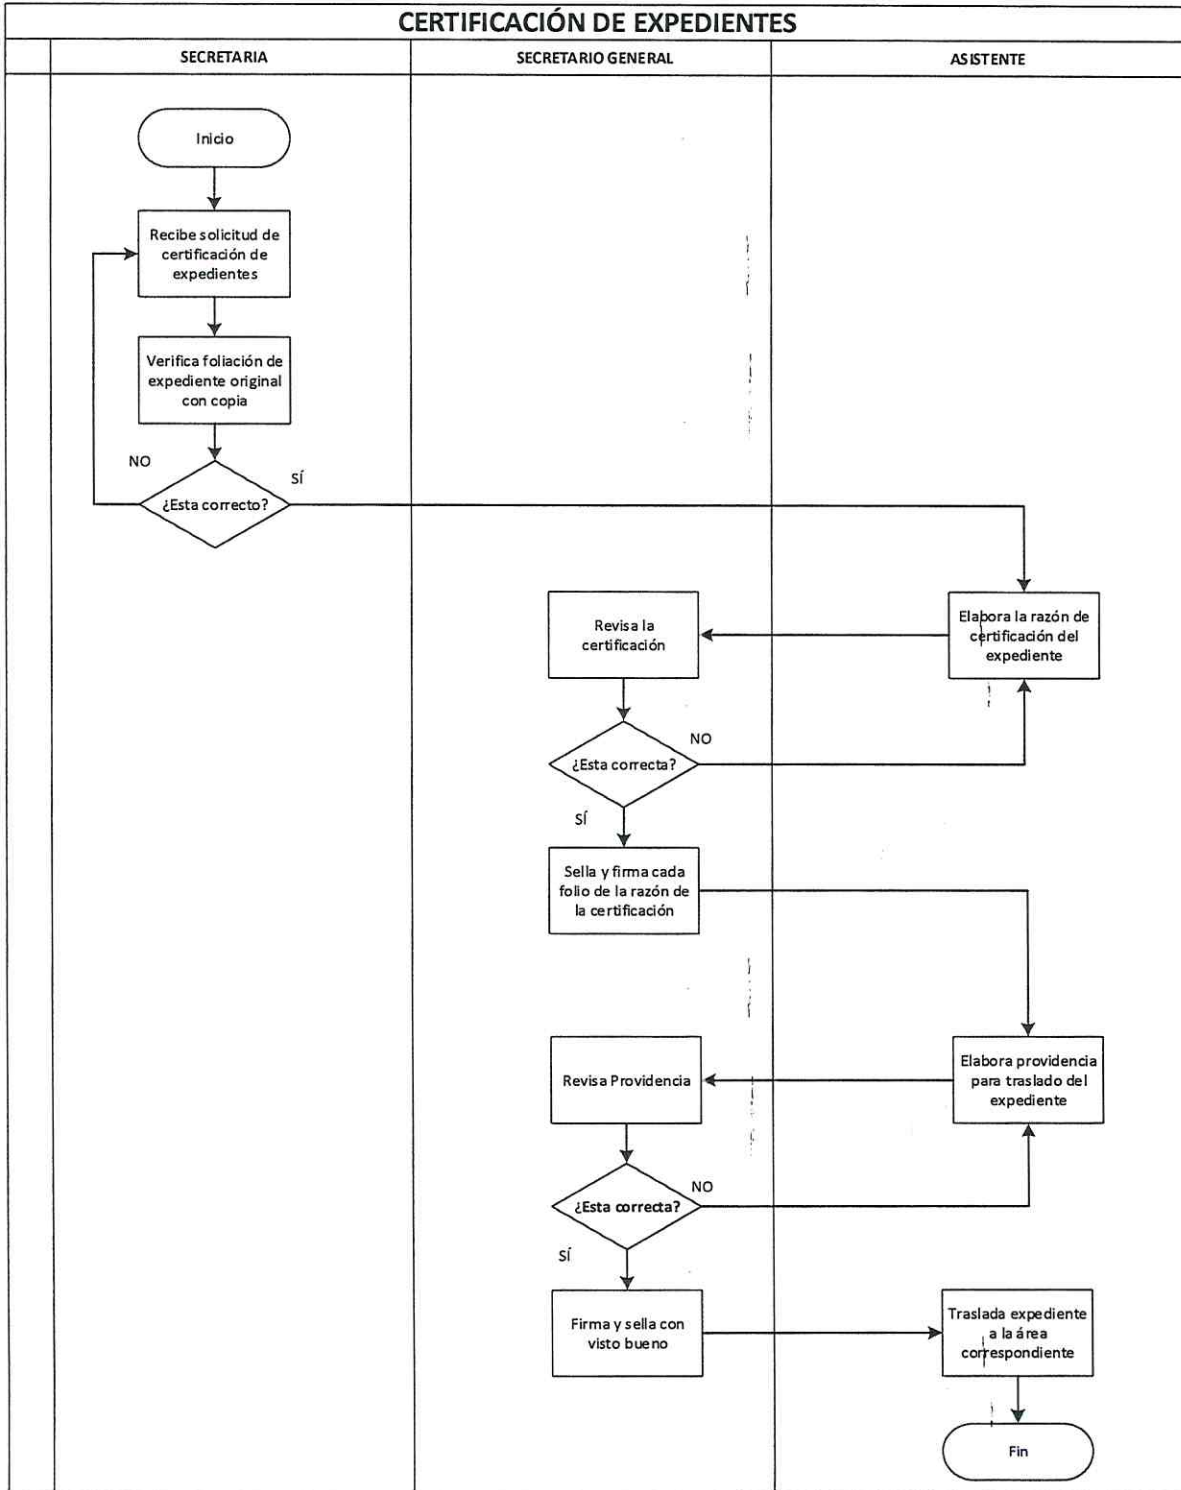 CERTIFICACIÓN DE EXPEDIENTES
SECRETARIA
SECRETARIO GENERAL
ASISTENTE
Inicio
Recibe solicitud de
certificación de
expedientes
Verifica foliación de
expediente original
con copia
NO
SÍ
¿Esta correcto?
Elabora la razón de
certificación del
expediente
Revisa la
certificación
NO
¿Esta correcta?
SÍ
Sella y firma cada
folio de la razón de
la certificación
Elabora providencia
para traslado del
expediente
Revisa Providencia
NO
¿Esta correcta?
SÍ
Firma y sella con
visto bueno
Traslada expediente
a la área
correspondiente
Fin